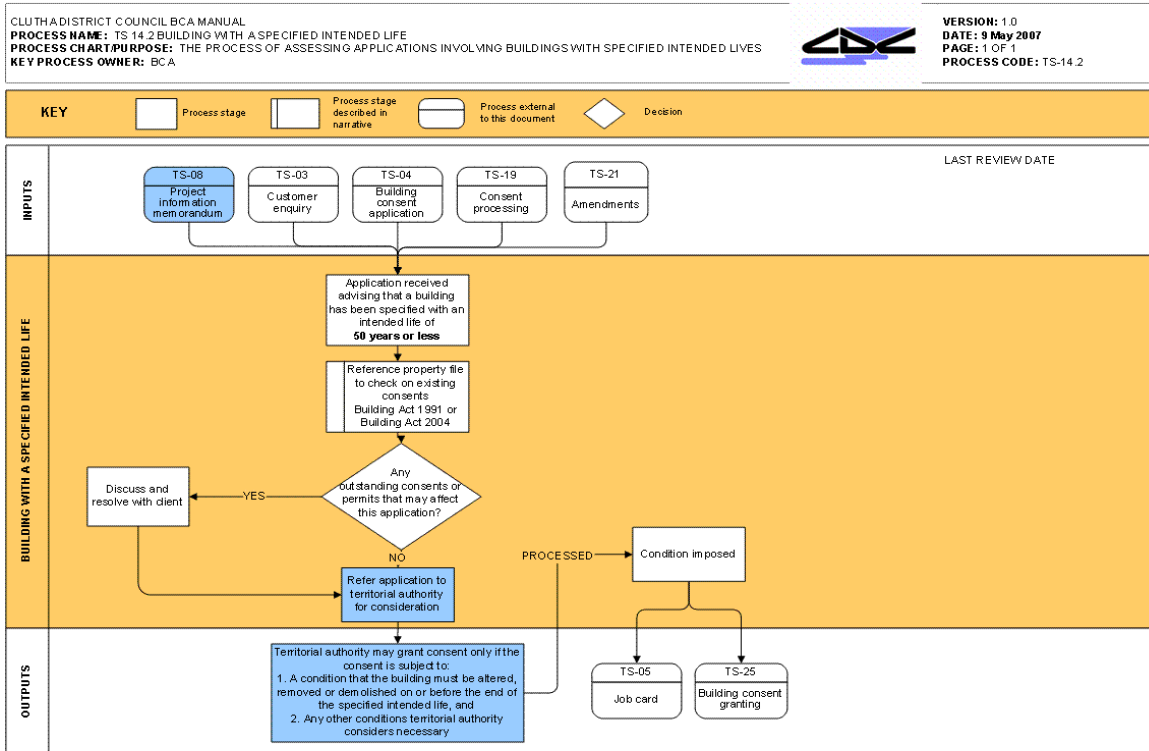 CLUTHA DISTRICT COUNCIL BCA MANUAL
PROCESS NAME: TS 14.2 BUILDING WITH A SPECIFIED INTENDED LIFE
PROCESS CHART/PURPOSE: THE PROCESS OF ASSESSING APPLICATIONS INVOLVING BUILDINGS WITH SPECIFIED INTENDED LIVES
KEY PROCESS OWNER: BCA
CDC
VERSION: 1.0
DATE: 9 May 2007
PAGE: 1 OF 1
PROCESS CODE: TS-14.2
KEY
Process stage
Process stage
described in
narrative
Process external
to this document
Decision
INPUTS
LAST REVIEW DATE
TS-08
Project
information
memorandum
TS-03
Customer
enquiry
TS-04
Building
consent
application
TS-19
Consent
processing
TS-21
Amendments
BUILDING WITH A SPECIFIED INTENDED LIFE
Application received
advising that a building
has been specified with an
intended life of
50 years or less
Reference property file
to check on existing
consents
Building Act 1991 or
Building Act 2004
Any
outstanding consents or
permits that may affect
this application?
YES
Discuss and
resolve with client
NO
Refer application to
territorial authority
for consideration
PROCESSED
Condition imposed
OUTPUTS
Territorial authority may grant consent only if the
consent is subject to:
1. A condition that the building must be altered,
removed or demolished on or before the end of
the specified intended life, and
2. Any other conditions territorial authority
considers necessary
TS-05
Job card
TS-25
Building consent
granting